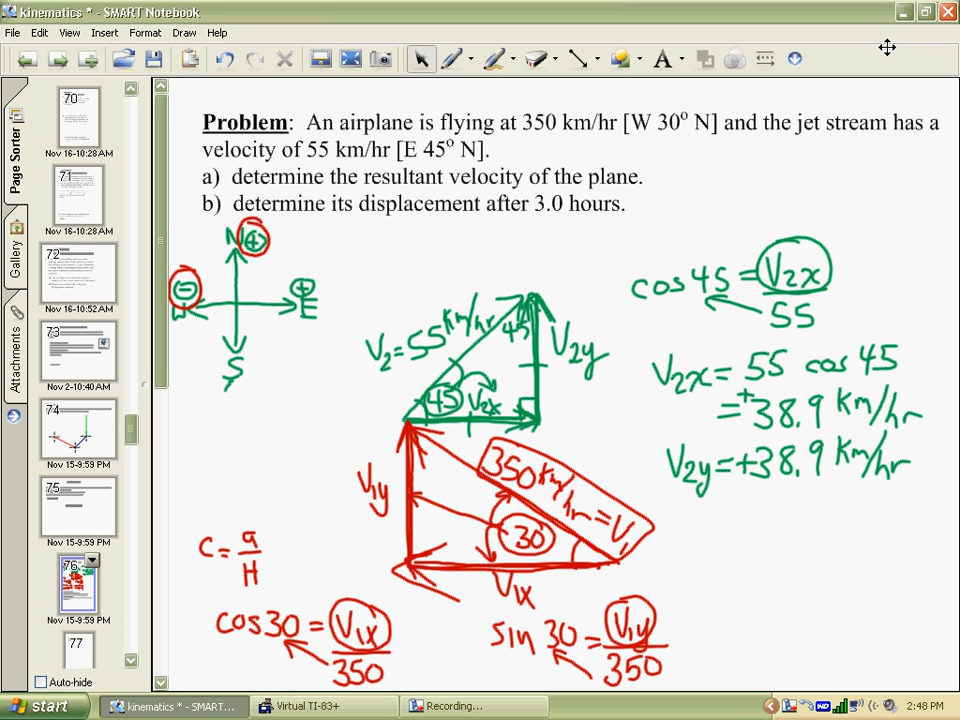 kinematics * - SMART Notebook
File Edit View Insert Format Draw Help
Page Sorter
Gallery
Attachments
70
Nov 16-10:28 AM
71
Nov 16-10:28 AM
72
Nov 16-10:52 AM
73
Nov 2-10:40 AM
74
Nov 15-9:59 PM
75
Nov 15-9:59 PM
76
Nov 15-9:59 PM
77
Auto-hide
Problem: An airplane is flying at 350 km/hr [W 30° N] and the jet stream has a
velocity of 55 km/hr [E 45° N].
a) determine the resultant velocity of the plane.
b) determine its displacement after 3.0 hours.
N +
- W + E
S
V2 = 55 km/hr
45
V2y
45 V2x
cos 45 = V2x / 55
V2x = 55 cos 45
= +38.9 km/hr
V2y = +38.9 km/hr
V1y
350 km/hr = V1
30
V1x
C = a / H
cos 30 = V1x / 350
sin 30 = V1y / 350
start
kinematics * - SMART...
Virtual TI-83+
Recording...
2:48 PM